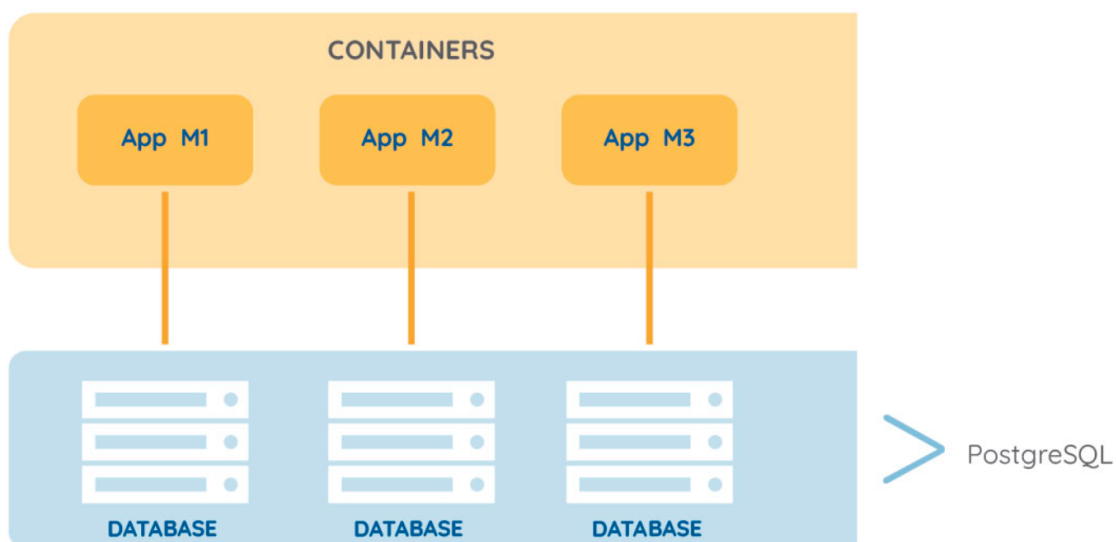 CONTAINERS
App M1
App M2
App M3
PostgreSQL
DATABASE
DATABASE
DATABASE